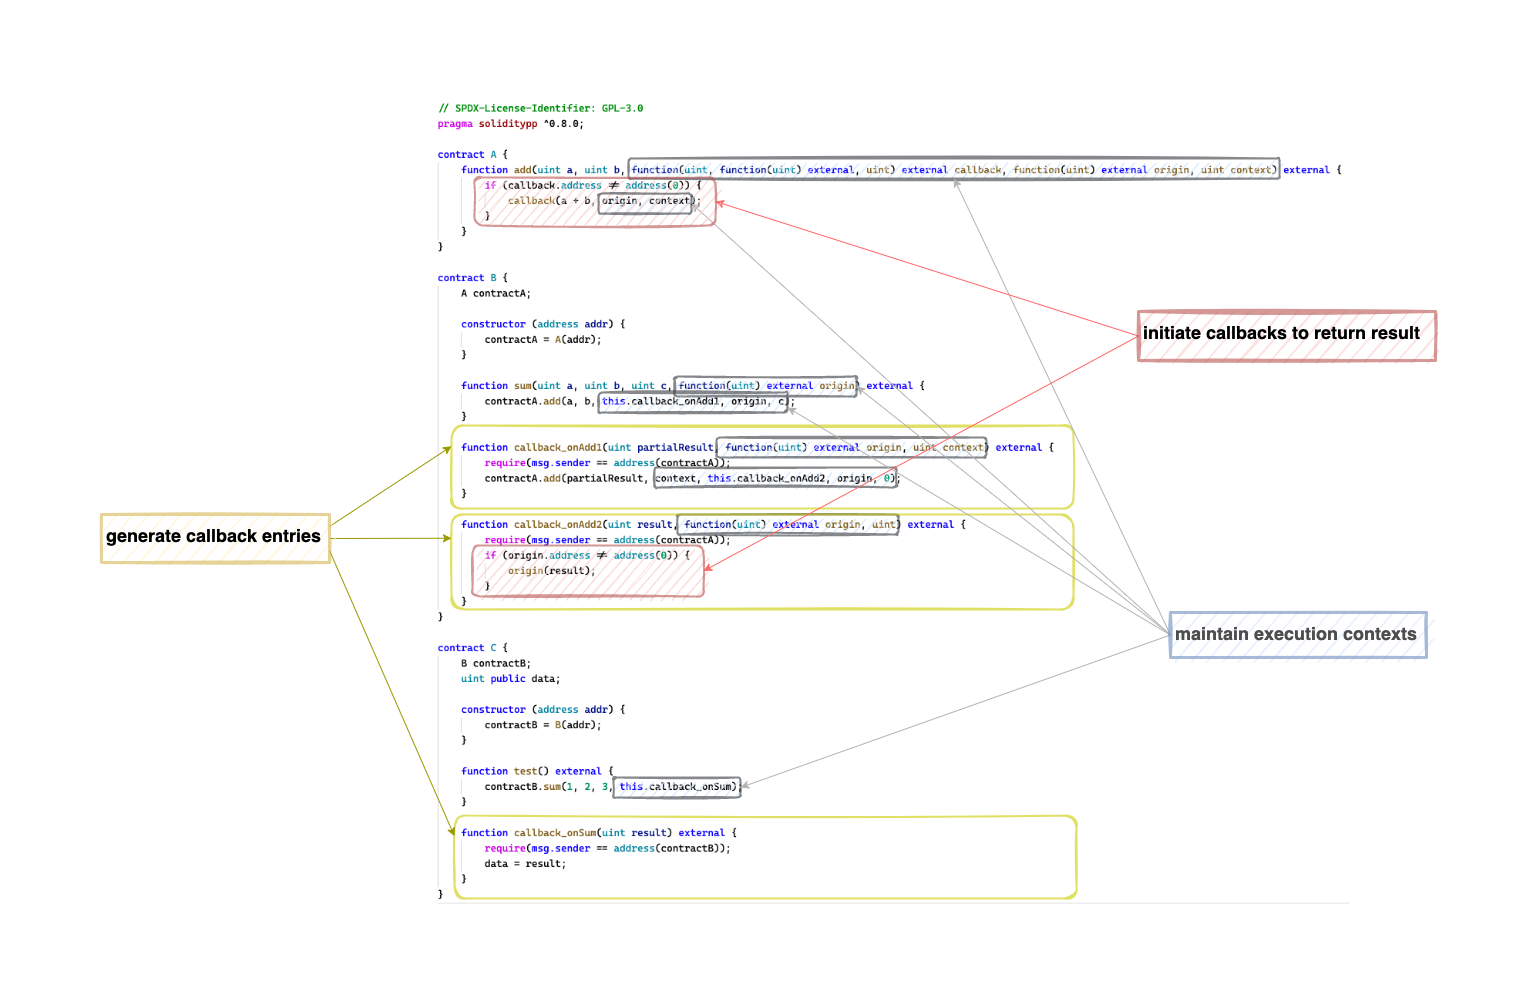 // SPDX-License-Identifier: GPL-3.0
pragma soliditypp ^0.8.0;
contract A {
function add(uint a, uint b, function(uint, function(uint) external, uint) external callback, function(uint) external origin, uint context) external {
if (callback.address ≠ address(0)) {
callback(a + b, origin, context);
}
}
}
contract B {
A contractA;
constructor (address addr) {
contractA = A(addr);
}
function sum(uint a, uint b, uint c, function(uint) external origin) external {
contractA.add(a, b, this.callback_onAdd1, origin, c);
}
function callback_onAdd1(uint partialResult, function(uint) external origin, uint context) external {
require(msg.sender == address(contractA));
contractA.add(partialResult, context, this.callback_onAdd2, origin, 0);
}
function callback_onAdd2(uint result, function(uint) external origin, uint) external {
require(msg.sender == address(contractA));
if (origin.address ≠ address(0)) {
origin(result);
}
}
}
contract C {
B contractB;
uint public data;
constructor (address addr) {
contractB = B(addr);
}
function test() external {
contractB.sum(1, 2, 3, this.callback_onSum);
}
function callback_onSum(uint result) external {
require(msg.sender == address(contractB));
data = result;
}
}
initiate callbacks to return result
generate callback entries
maintain execution contexts